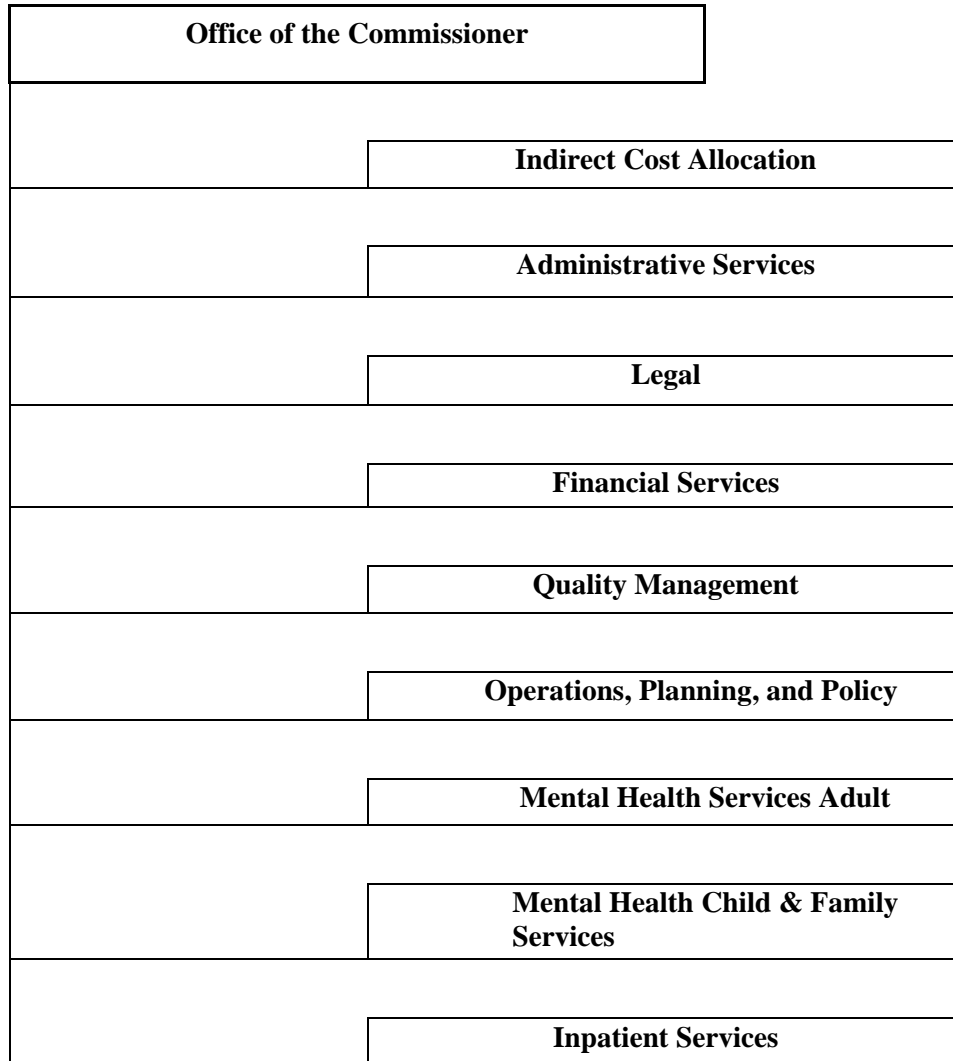 Office of the Commissioner
Indirect Cost Allocation
Administrative Services
Legal
Financial Services
Quality Management
Operations, Planning, and Policy
Mental Health Services Adult
Mental Health Child & Family
Services
Inpatient Services